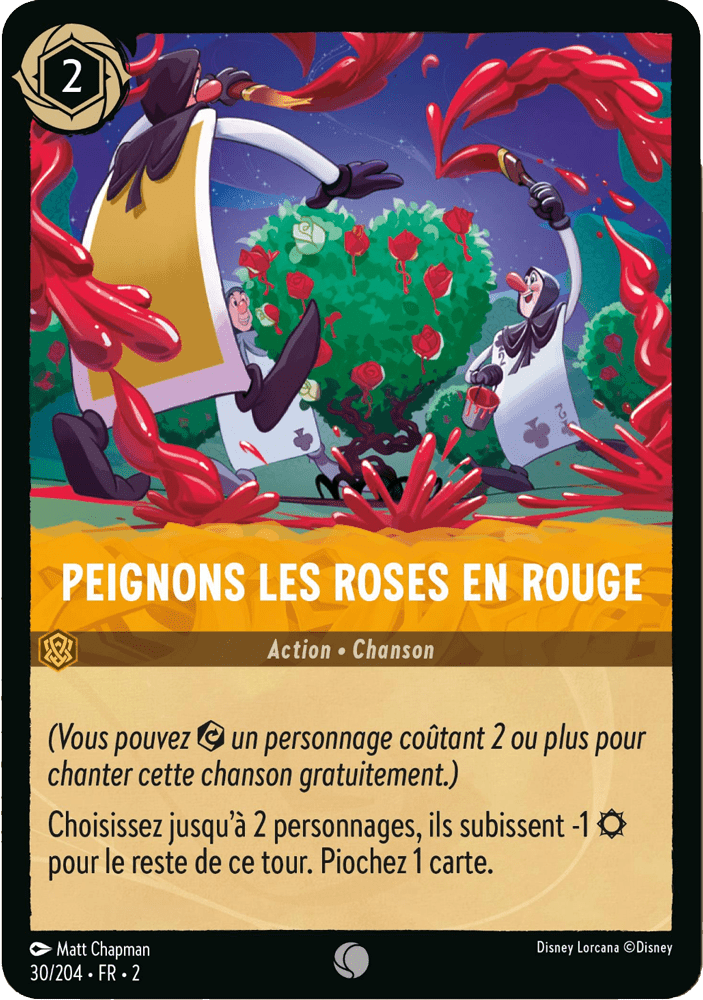 2
PEIGNONS LES ROSES EN ROUGE
Action • Chanson
(Vous pouvez un personnage coûtant 2 ou plus pour
chanter cette chanson gratuitement.)
Choisissez jusqu'à 2 personnages, ils subissent -1
pour le reste de ce tour. Piochez 1 carte.
Matt Chapman
Disney Lorcana ©Disney
30/204 • FR • 2